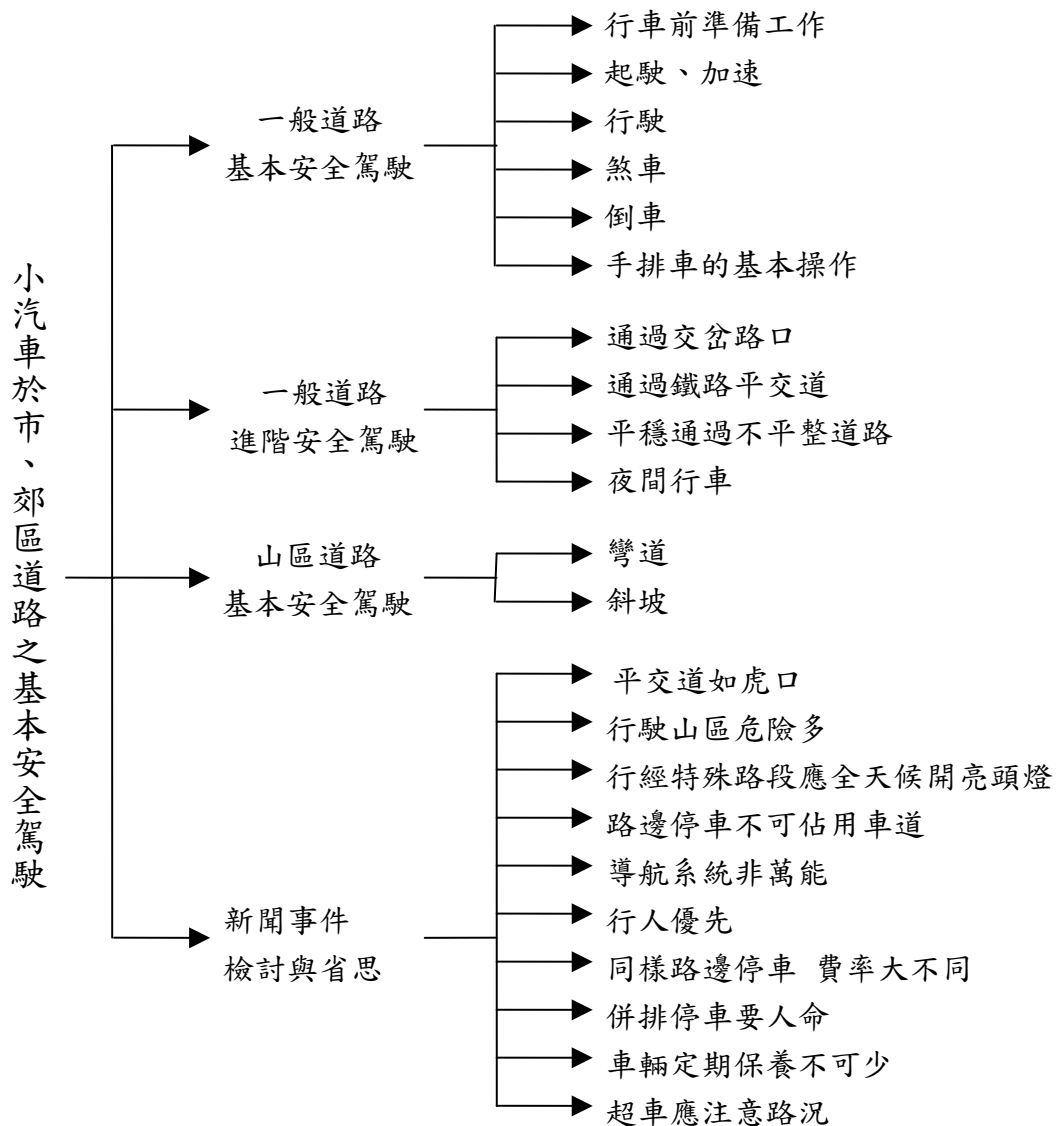 小汽車於市、郊區道路之基本安全駕駛
一般道路
基本安全駕駛
行車前準備工作
起駛、加速
行駛
煞車
倒車
手排車的基本操作
一般道路
進階安全駕駛
通過交岔路口
通過鐵路平交道
平穩通過不平整道路
夜間行車
山區道路
基本安全駕駛
彎道
斜坡
新聞事件
檢討與省思
平交道如虎口
行駛山區危險多
行經特殊路段應全天候開亮頭燈
路邊停車不可佔用車道
導航系統非萬能
行人優先
同樣路邊停車 費率大不同
併排停車要人命
車輛定期保養不可少
超車應注意路況